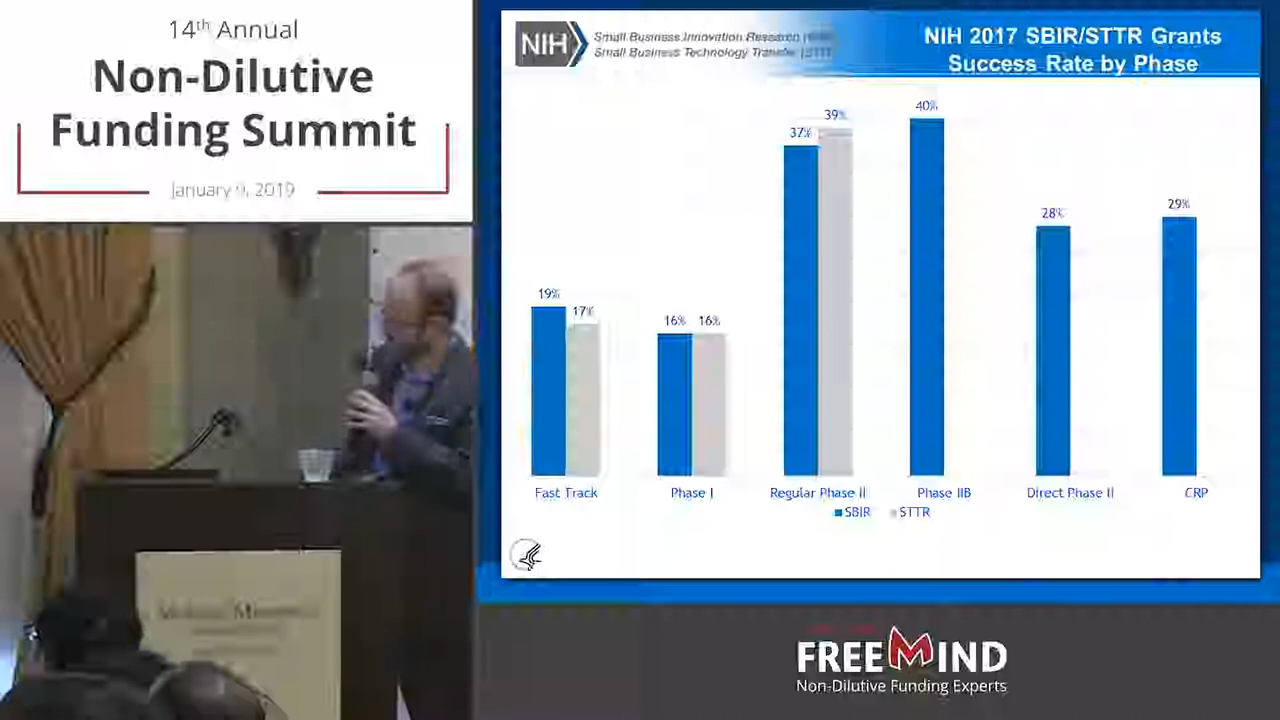 14th Annual
Non-Dilutive
Funding Summit
January 9, 2019
NIH
Small Business Innovation Research
Small Business Technology Transfer
NIH 2017 SBIR/STTR Grants
Success Rate by Phase
19%
17%
16%
16%
37%
39%
40%
28%
29%
Fast Track
Phase I
Regular Phase II
Phase IIB
Direct Phase II
CRP
SBIR
STTR
FREEMIND
Non-Dilutive Funding Experts